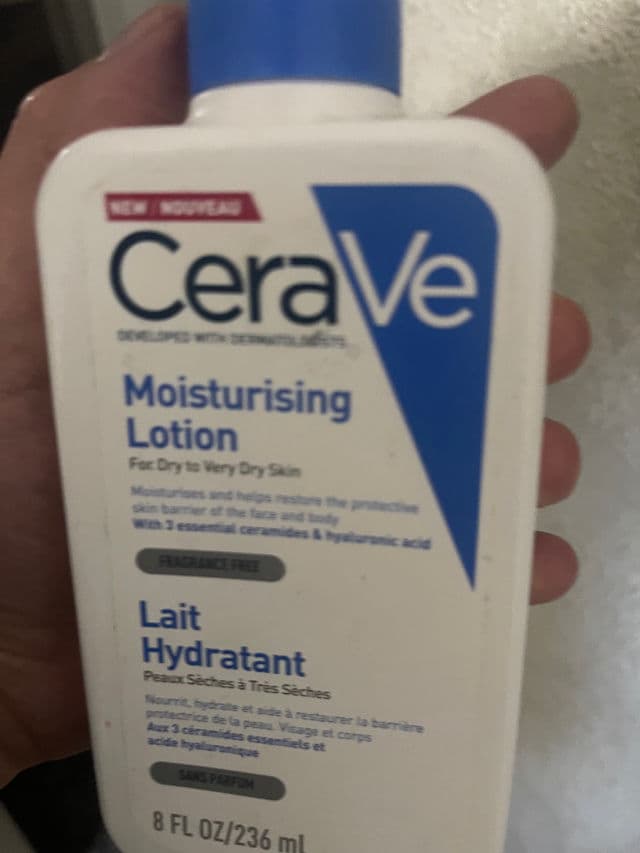 NEW / NOUVEAU
CeraVe
DEVELOPED WITH DERMATOLOGISTS
Moisturising
Lotion
For Dry to Very Dry Skin
Moisturises and helps restore the protective
skin barrier of the face and body
With 3 essential ceramides & hyaluronic acid
FRAGRANCE FREE
Lait
Hydratant
Peaux Sèches à Très Sèches
Nourrit, hydrate et aide à restaurer la barrière
protectrice de la peau. Visage et corps
Aux 3 céramides essentiels et
acide hyaluronique
SANS PARFUM
8 FL OZ/236 ml